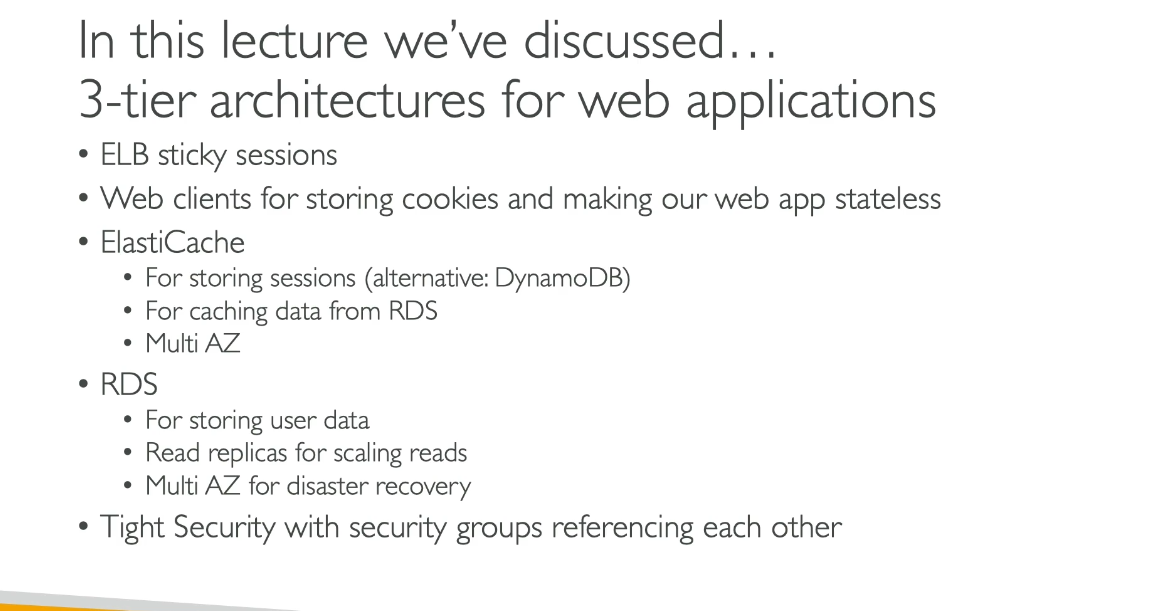 In this lecture we’ve discussed…
3-tier architectures for web applications
• ELB sticky sessions
• Web clients for storing cookies and making our web app stateless
• ElastiCache
• For storing sessions (alternative: DynamoDB)
• For caching data from RDS
• Multi AZ
• RDS
• For storing user data
• Read replicas for scaling reads
• Multi AZ for disaster recovery
• Tight Security with security groups referencing each other